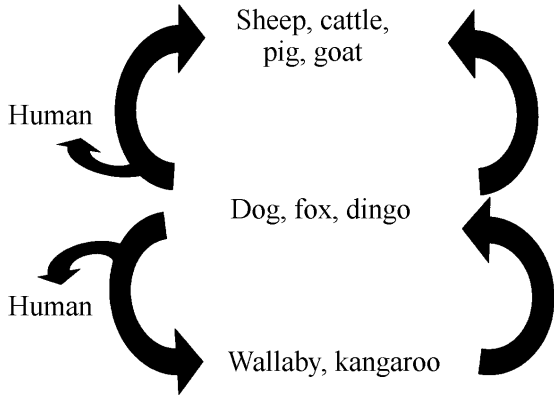 Sheep, cattle,
pig, goat
Human
Dog, fox, dingo
Human
Wallaby, kangaroo